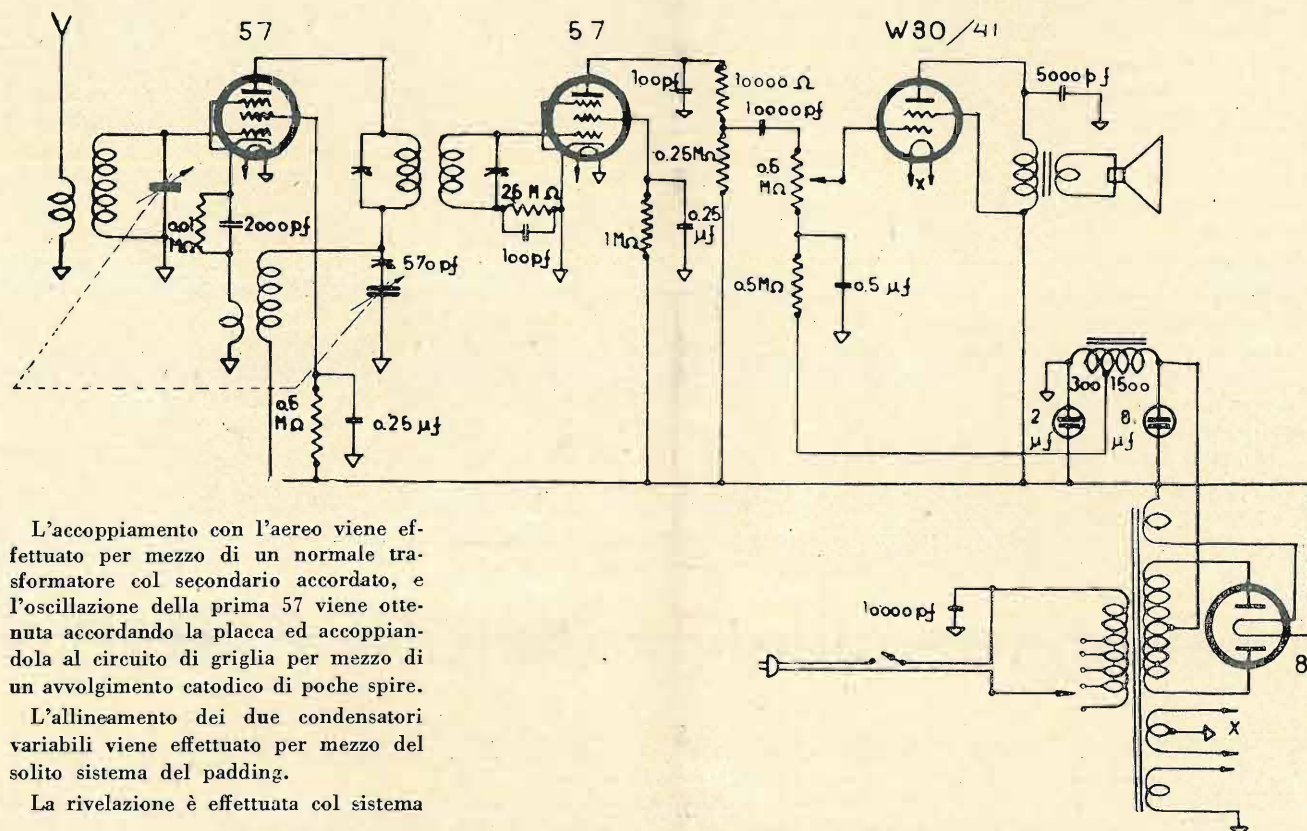 57
57
W30/41
100pf
10000 Ω
10000pf
5000pf
0.25MΩ
0.5
MΩ
25 MΩ
100pf
0.01
MΩ
2000pf
570pf
1MΩ
0.25
µf
0.5MΩ
0.5 µf
X
300 1500
2
µf
8
µf
0.5
MΩ
0.25 µf
10000pf
8
X
L'accoppiamento con l'aereo viene ef-
fettuato per mezzo di un normale tra-
sformatore col secondario accordato, e
l'oscillazione della prima 57 viene otte-
nuta accordando la placca ed accoppian-
dola al circuito di griglia per mezzo di
un avvolgimento catodico di poche spire.
L'allineamento dei due condensatori
variabili viene effettuato per mezzo del
solito sistema del padding.
La rivelazione è effettuata col sistema